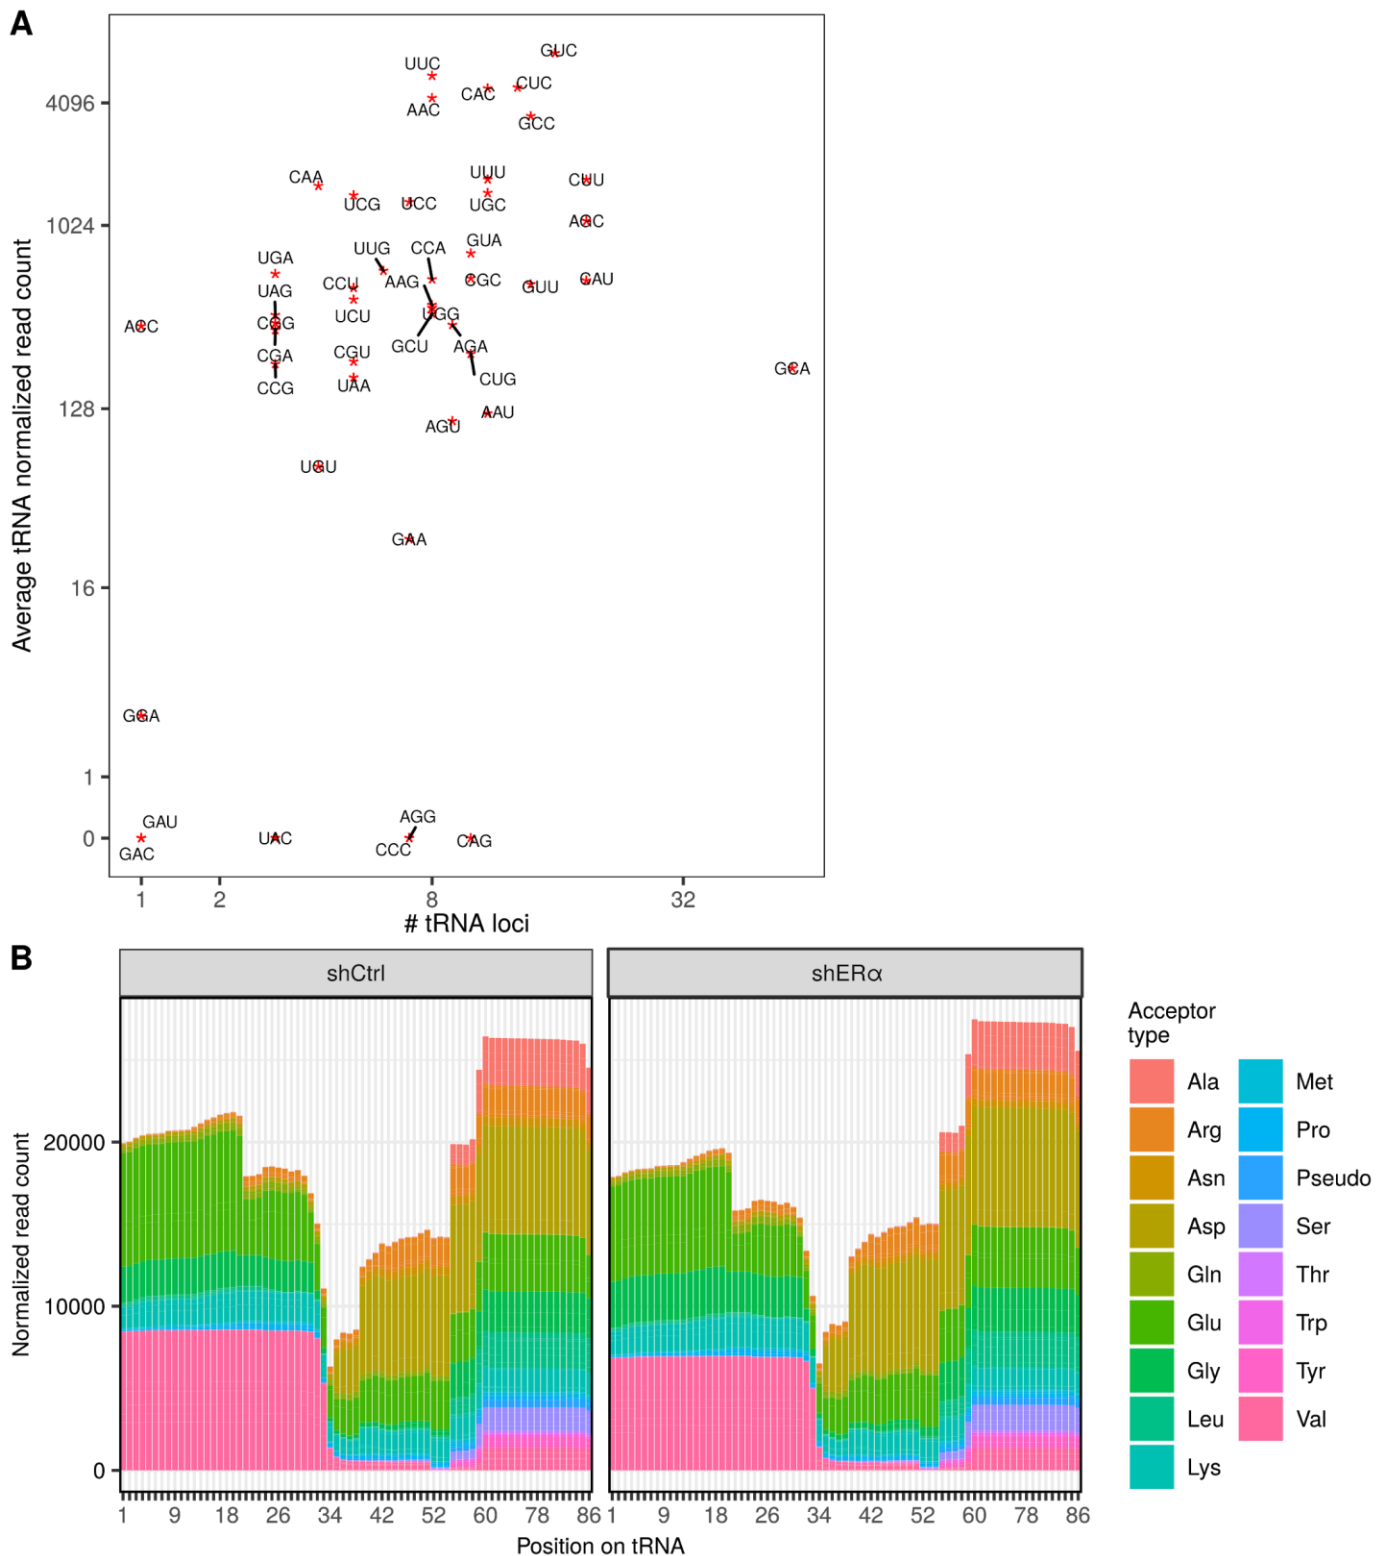 A
GUC
UUC
CUC
CAC
4096
AAC
GCC
UUU
CAA
CUU
UCG
UCC
UGC
1024
AGC
GUA
UUG
CCA
UGA
CGC
GAU
CCU
AAG
GUU
UAG
UGG
UCU
CGG
ACC
GCU
AGA
CGU
CGA
GCA
CUG
UAA
CCG
128
AAU
AGU
UGU
GAA
16
GGA
1
AGG
GAU
0
UAC
CAG
CCC
GAC
1 2 8 32
# tRNA loci
Average tRNA normalized read count
B
shCtrl shERα
Acceptor
type
Ala Met
Arg Pro
Asn Pseudo
Asp Ser
Gln Thr
Glu Trp
Gly Tyr
Leu Val
Lys
20000
10000
0
Normalized read count
1 9 18 26 34 42 52 60 78 86 1 9 18 26 34 42 52 60 78 86
Position on tRNA